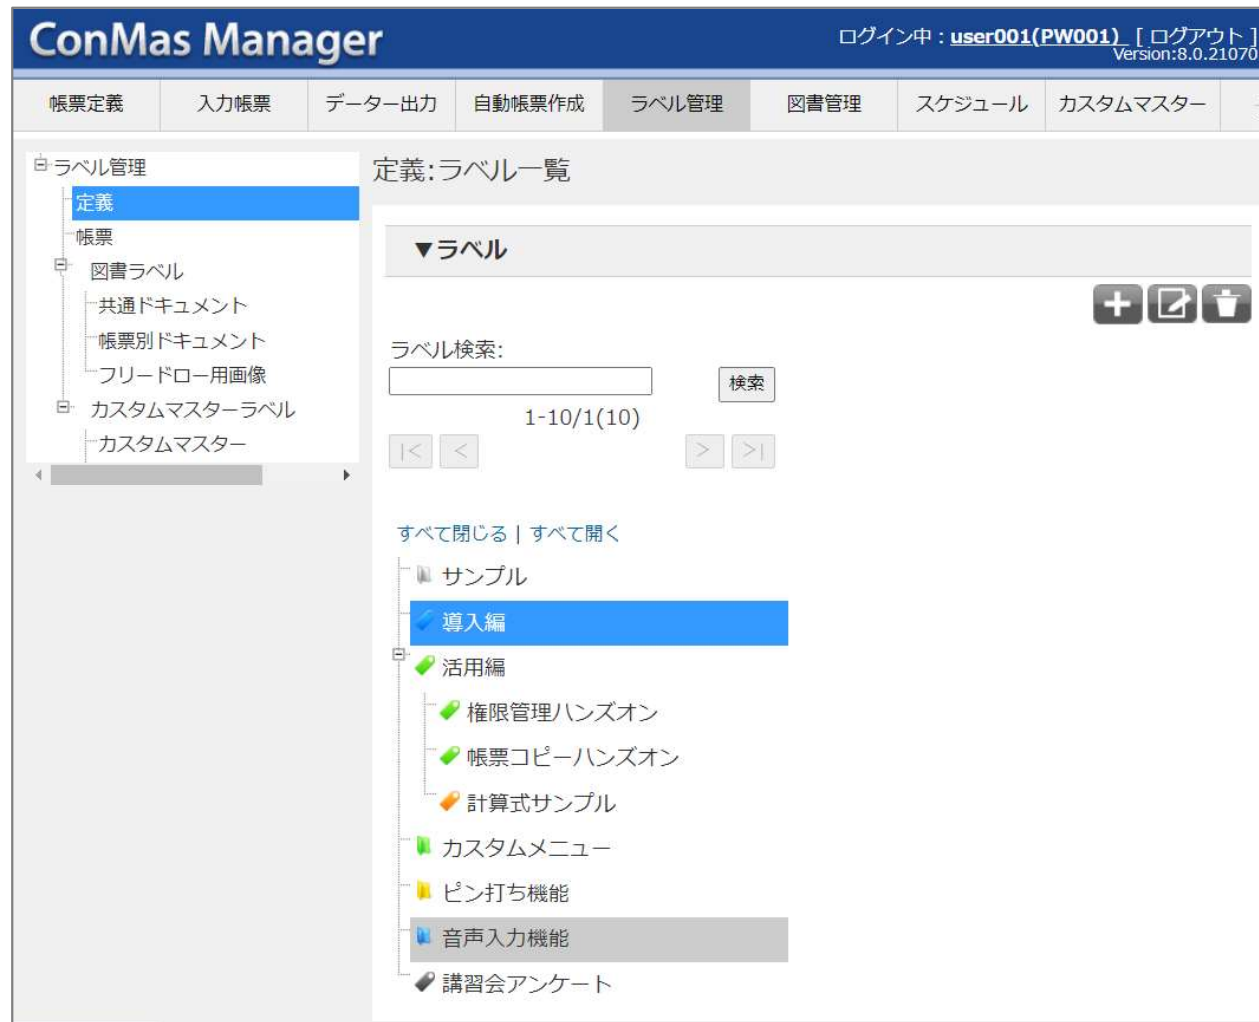 ConMas Manager
ログイン中 : user001(PW001) [ ログアウト ]
Version:8.0.21070
帳票定義 入力帳票 データー出力 自動帳票作成 ラベル管理 図書管理 スケジュール カスタムマスター
ラベル管理
定義
帳票
図書ラベル
共通ドキュメント
帳票別ドキュメント
フリードロー用画像
カスタムマスターラベル
カスタムマスター
定義:ラベル一覧
▼ラベル
ラベル検索:
検索
1-10/1(10)
|< < > >|
すべて閉じる | すべて開く
サンプル
導入編
活用編
権限管理ハンズオン
帳票コピーハンズオン
計算式サンプル
カスタムメニュー
ピン打ち機能
音声入力機能
講習会アンケート